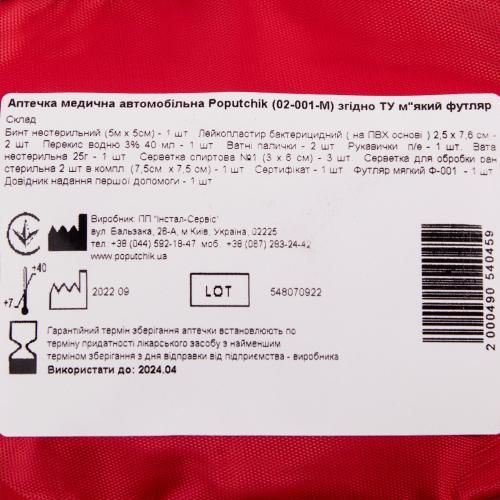 Аптечка медична автомобільна Poputchik (02-001-М) згідно ТУ м"який футляр
Склад
Бинт нестерильний (5м х 5см) - 1 шт Лейкопластир бактерицидний ( на ПВХ основі ) 2,5 х 7,6 см -
2 шт Перекис водню 3% 40 мл - 1 шт Ватні палички - 2 шт Рукавички п/е - 1 шт. Вата
нестерильна 25г - 1 шт Серветка спиртова №1 (3 х 6 см) - 3 шт Серветка для обробки ран
стерильна 2 шт в компл (7,5см х 7,5 см) - 1 шт Сертифікат - 1 шт Футляр мягкий Ф-001 - 1 шт
Довідник надання першої допомоги - 1 шт
Виробник: ПП "Інстал-Сервіс"
вул. Бальзака, 26-А, м Київ, Україна, 02225
тел. +38 (044) 592-18-47 моб. +38 (067) 283-24-42
www.poputchik.ua
+40
+7
2022 09
LOT
548070922
Гарантійний термін зберігання аптечки встановлюють по
терміну придатності лікарського засобу з найменшим
терміном зберігання з дня відправки від підприємства - виробника
Використати до: 2024.04
2 000490 540459